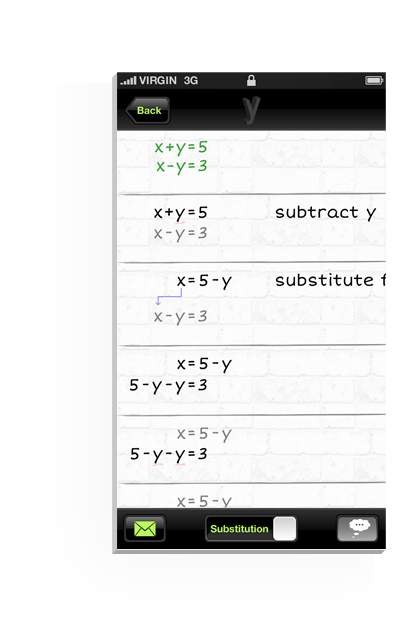 VIRGIN 3G
Back y
x+y=5
x-y=3
x+y=5 subtract y
x-y=3
x=5-y substitute f
x-y=3
x=5-y
5-y-y=3
x=5-y
5-y-y=3
x=5-y
Substitution